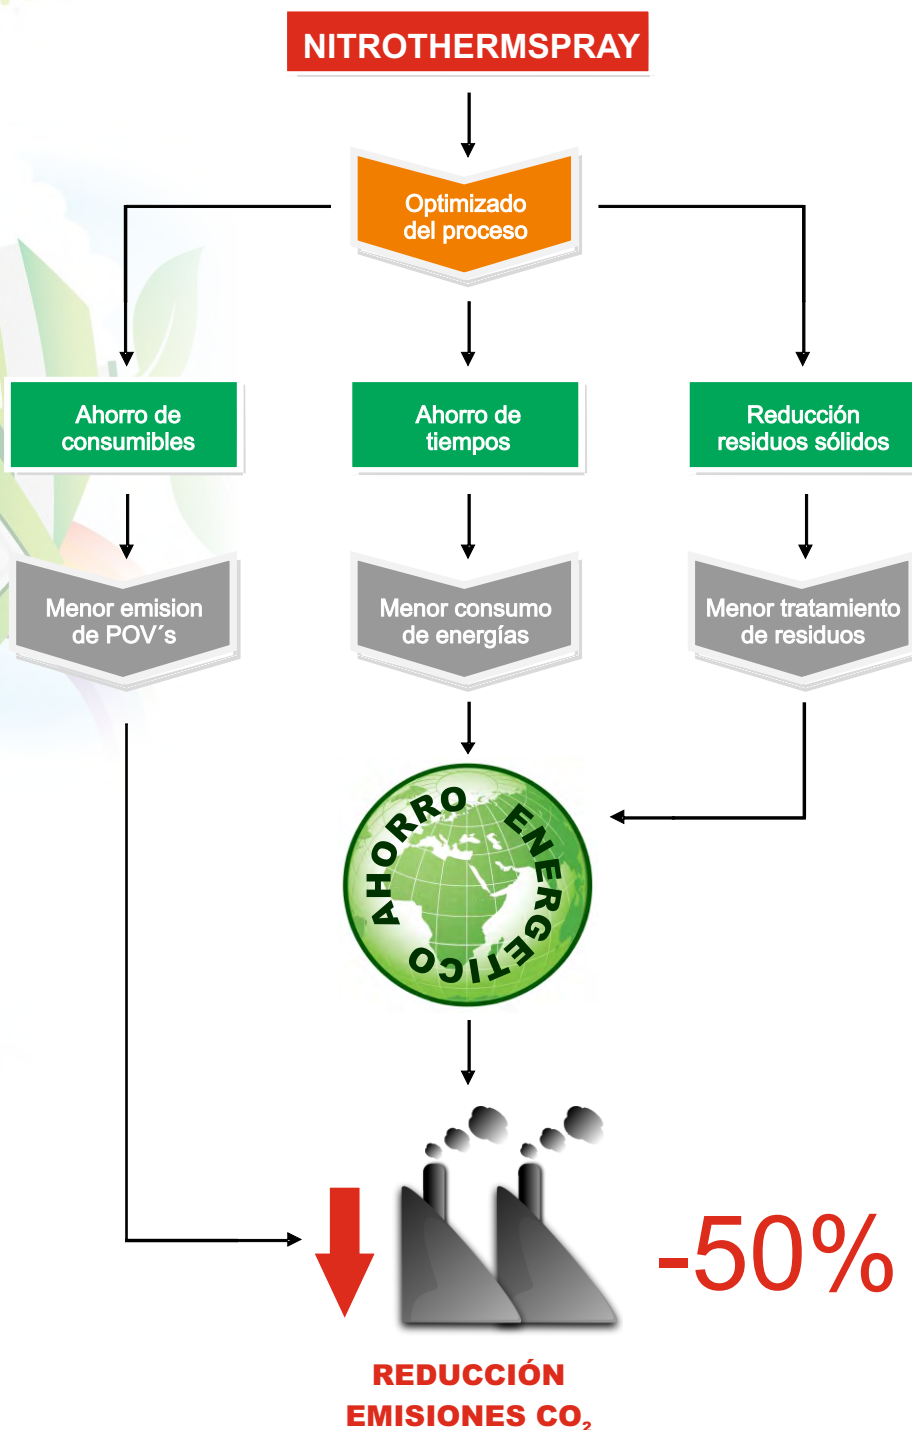 NITROTHERMSPRAY
Optimizado
del proceso
Ahorro de
consumibles
Ahorro de
tiempos
Reducción
residuos sólidos
Menor emision
de POV´s
Menor consumo
de energías
Menor tratamiento
de residuos
AHORRO ENERGETICO
-50%
REDUCCIÓN
EMISIONES CO₂